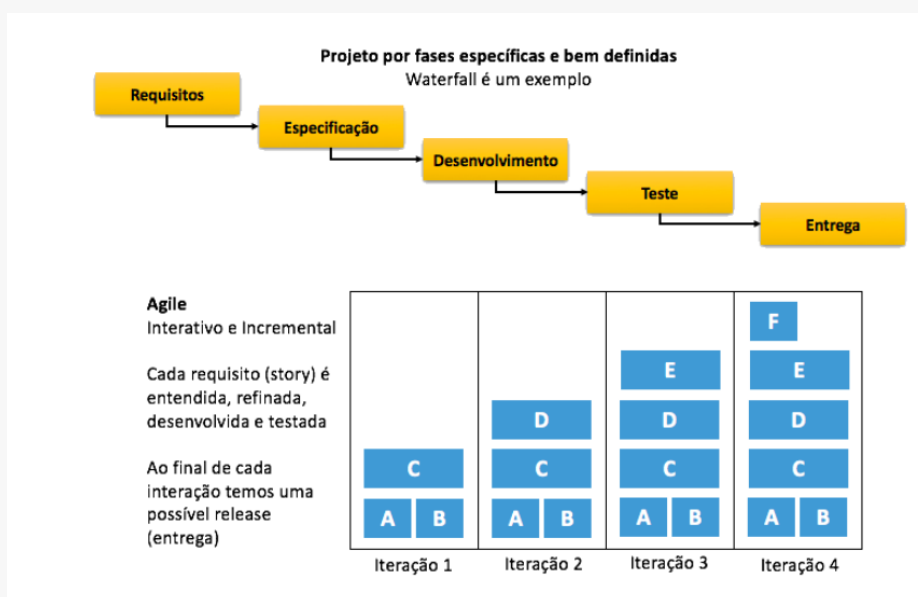 Projeto por fases específicas e bem definidas
Waterfall é um exemplo
Requisitos
Especificação
Desenvolvimento
Teste
Entrega
Agile
Interativo e Incremental
Cada requisito (story) é
entendida, refinada,
desenvolvida e testada
Ao final de cada
interação temos uma
possível release
(entrega)
F
E E
D D D
C C C C
A B A B A B A B
Iteração 1 Iteração 2 Iteração 3 Iteração 4